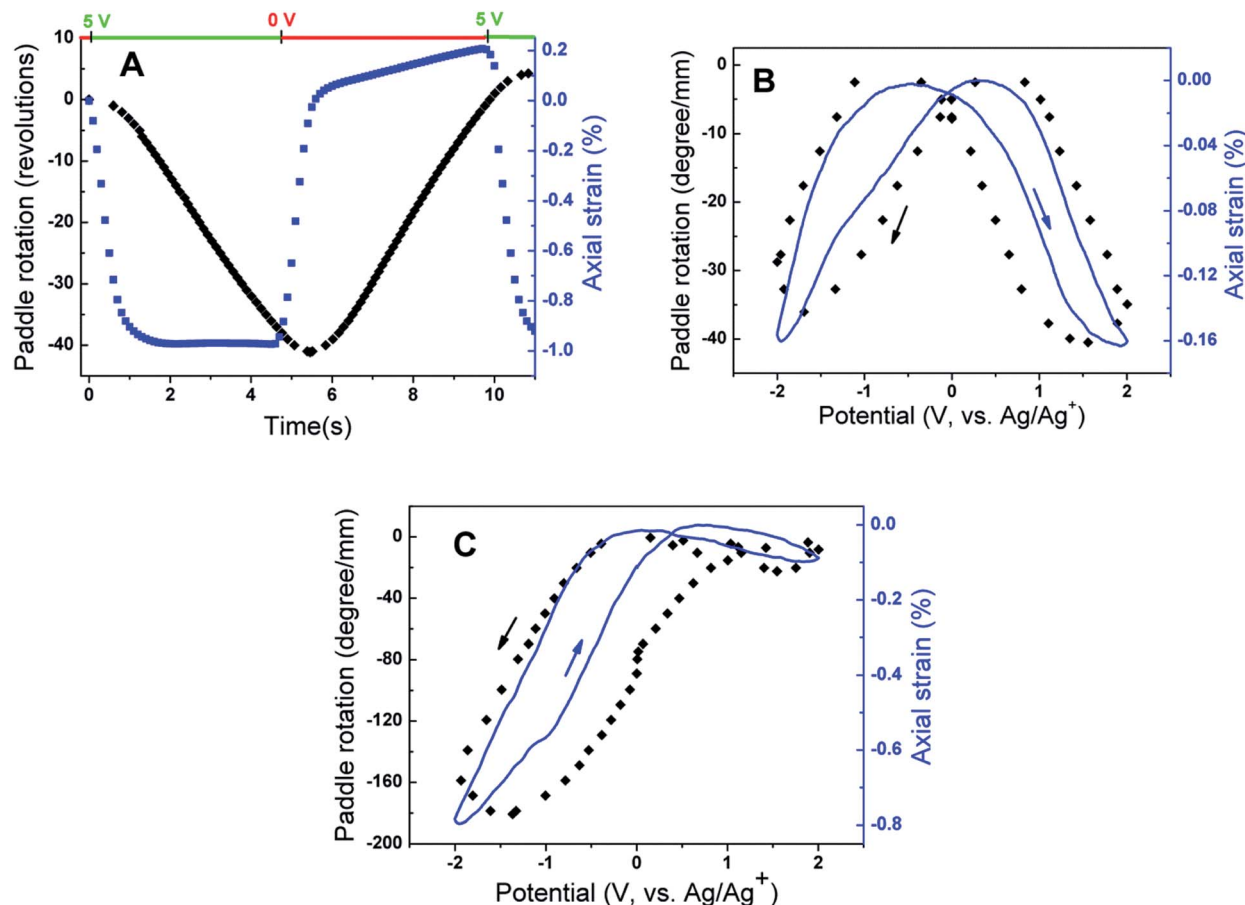 5 V 0 V 5 V
A
Paddle rotation (revolutions)
10
0
-10
-20
-30
-40
0 2 4 6 8 10
Time(s)
0.2
0.0
-0.2
-0.4
-0.6
-0.8
-1.0
Axial strain (%)
B
Paddle rotation (degree/mm)
0
-10
-20
-30
-40
-2 -1 0 1 2
Potential (V, vs. Ag/Ag+)
0.00
-0.04
-0.08
-0.12
-0.16
Axial strain (%)
C
Paddle rotation (degree/mm)
0
-40
-80
-120
-160
-200
-2 -1 0 1 2
Potential (V, vs. Ag/Ag+)
0.0
-0.2
-0.4
-0.6
-0.8
Axial strain (%)